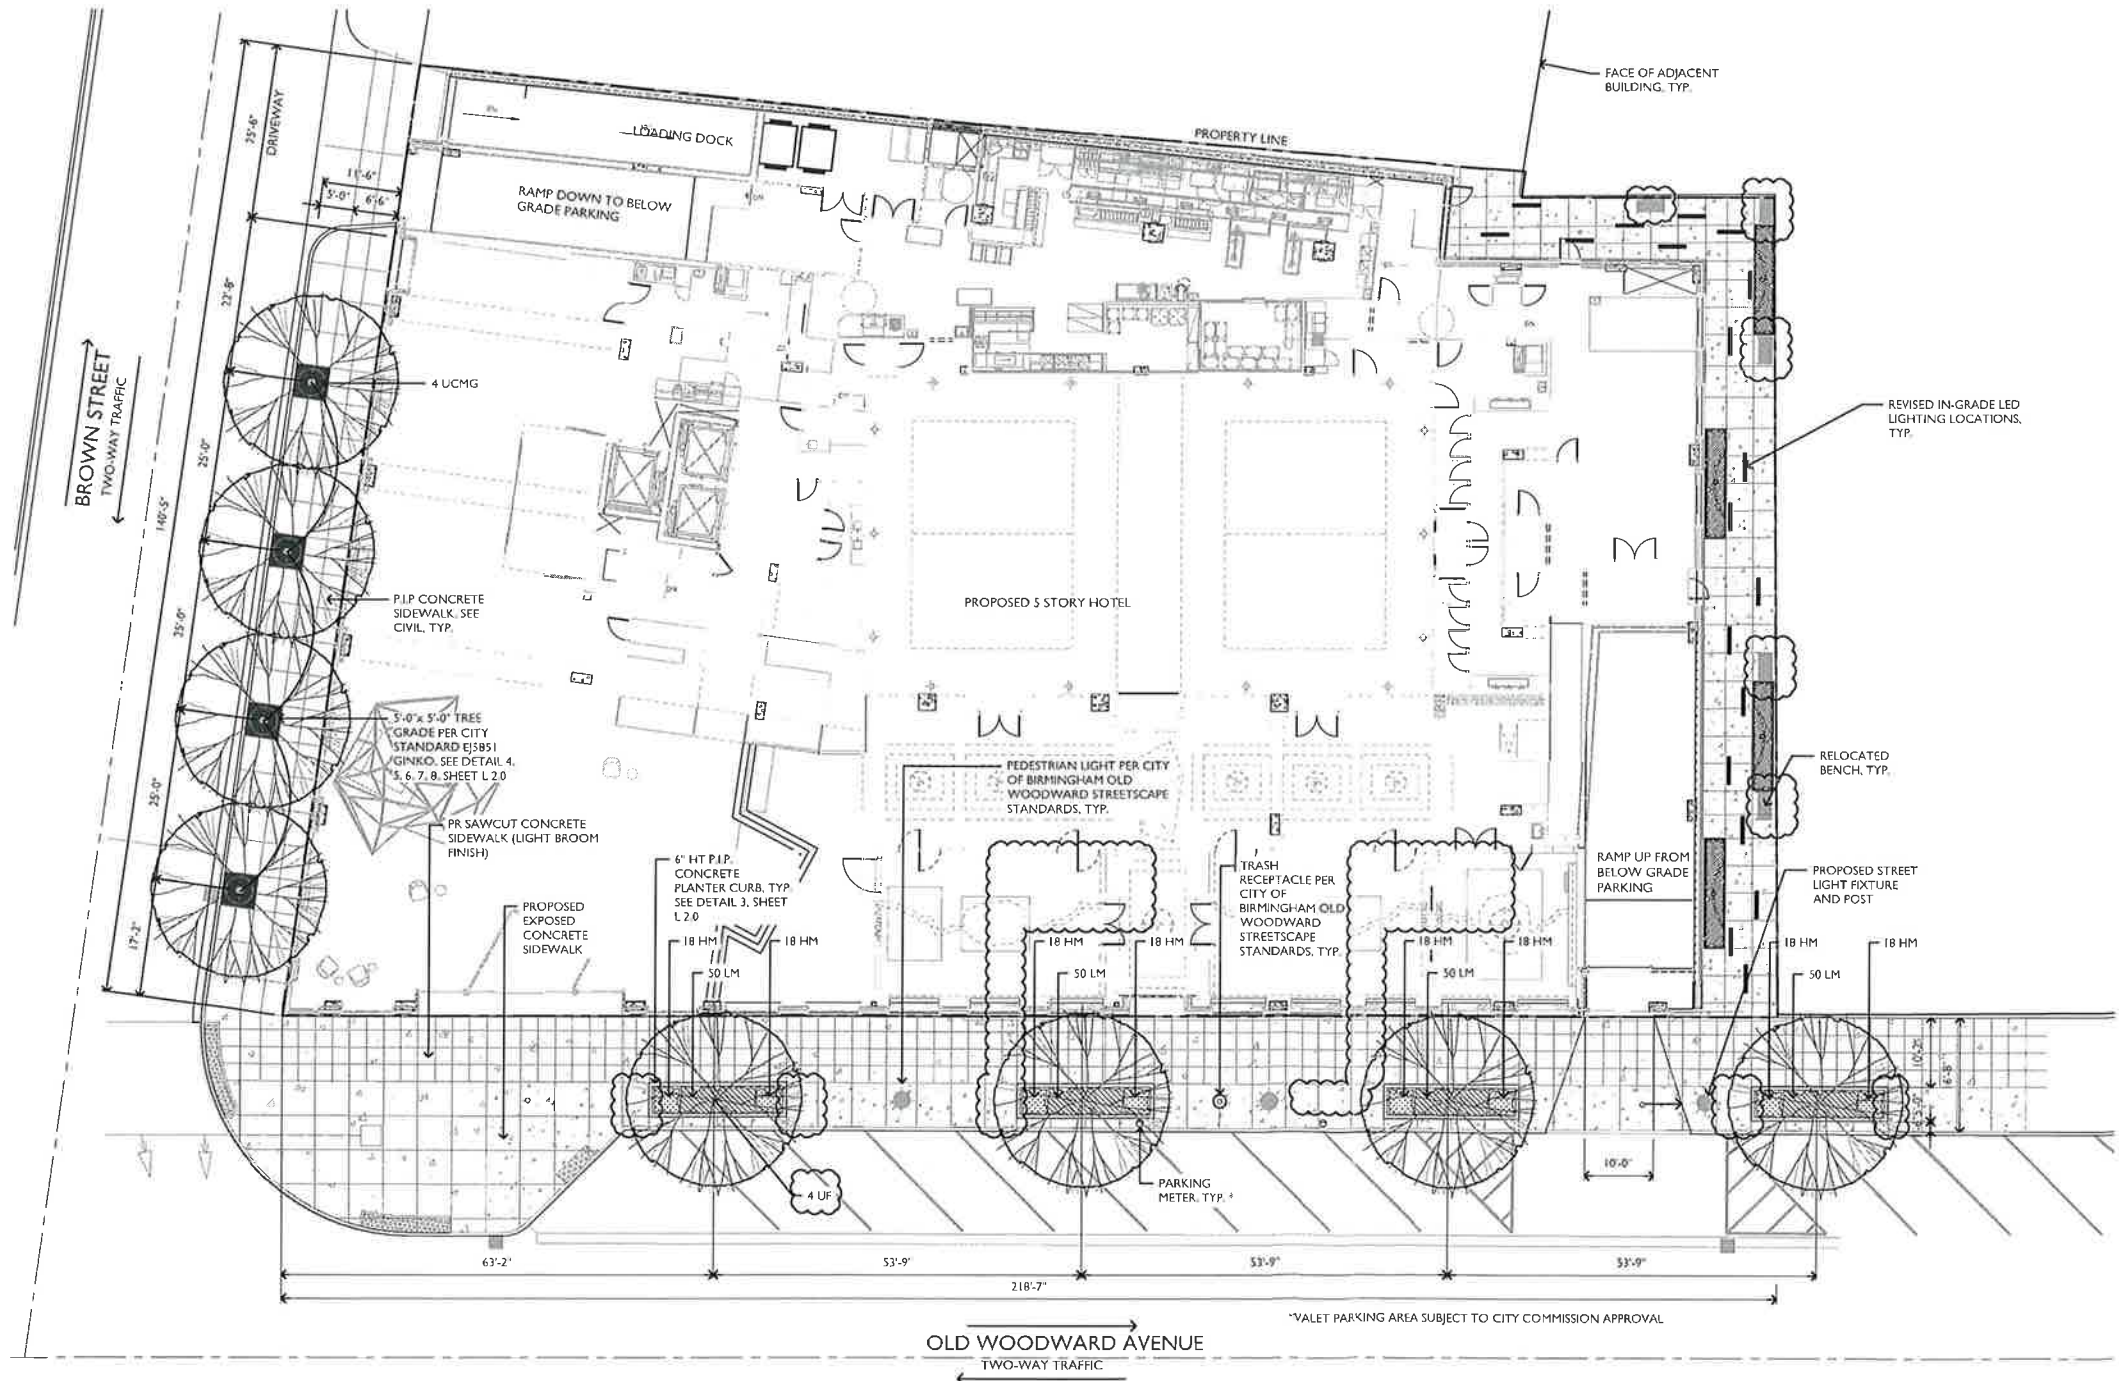 FACE OF ADJACENT
BUILDING, TYP.
PROPERTY LINE
LOADING DOCK
RAMP DOWN TO BELOW
GRADE PARKING
25'-6"
DRIVEWAY
11'-6"
5'-0"
6'-6"
22'-8"
4 UCMG
BROWN STREET
TWO-WAY TRAFFIC
25'-0"
140'-5"
REVISED IN-GRADE LED
LIGHTING LOCATIONS,
TYP.
P.I.P CONCRETE
SIDEWALK, SEE
CIVIL, TYP.
PROPOSED 5 STORY HOTEL
25'-0"
5'-0"x 5'-0" TREE
GRADE PER CITY
STANDARD EJ5851
GINKO, SEE DETAIL 4,
5, 6, 7, 8, SHEET L 2.0
25'-0"
PEDESTRIAN LIGHT PER CITY
OF BIRMINGHAM OLD
WOODWARD STREETSCAPE
STANDARDS, TYP.
RELOCATED
BENCH, TYP.
PR SAWCUT CONCRETE
SIDEWALK (LIGHT BROOM
FINISH)
6" HT P.I.P.
CONCRETE
PLANTER CURB, TYP
SEE DETAIL 3, SHEET
L 2.0
TRASH
RECEPTACLE PER
CITY OF
BIRMINGHAM OLD
WOODWARD
STREETSCAPE
STANDARDS, TYP.
RAMP UP FROM
BELOW GRADE
PARKING
PROPOSED STREET
LIGHT FIXTURE
AND POST
PROPOSED
EXPOSED
CONCRETE
SIDEWALK
17'-2"
18 HM
18 HM
50 LM
18 HM
18 HM
50 LM
18 HM
18 HM
50 LM
18 HM
18 HM
50 LM
4 UF
PARKING
METER, TYP. *
10'-0"
63'-2"
53'-9"
53'-9"
53'-9"
218'-7"
*VALET PARKING AREA SUBJECT TO CITY COMMISSION APPROVAL
OLD WOODWARD AVENUE
TWO-WAY TRAFFIC